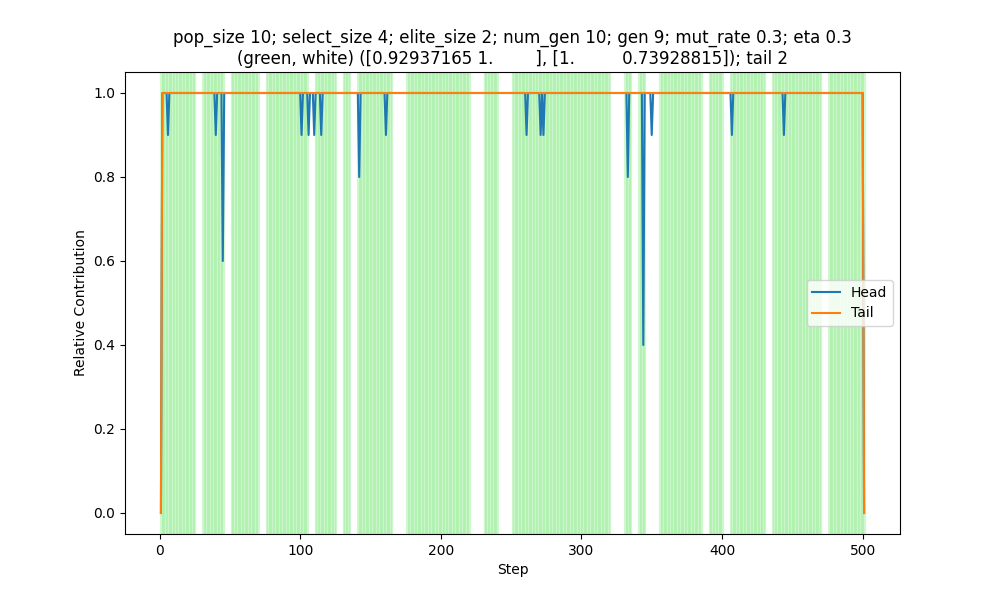 pop_size 10; select_size 4; elite_size 2; num_gen 10; gen 9; mut_rate 0.3; eta 0.3
(green, white) ([0.92937165 1.         ], [1.         0.73928815]); tail 2
1.0
0.8
0.6
0.4
0.2
0.0
Relative Contribution
Head
Tail
0 100 200 300 400 500
Step